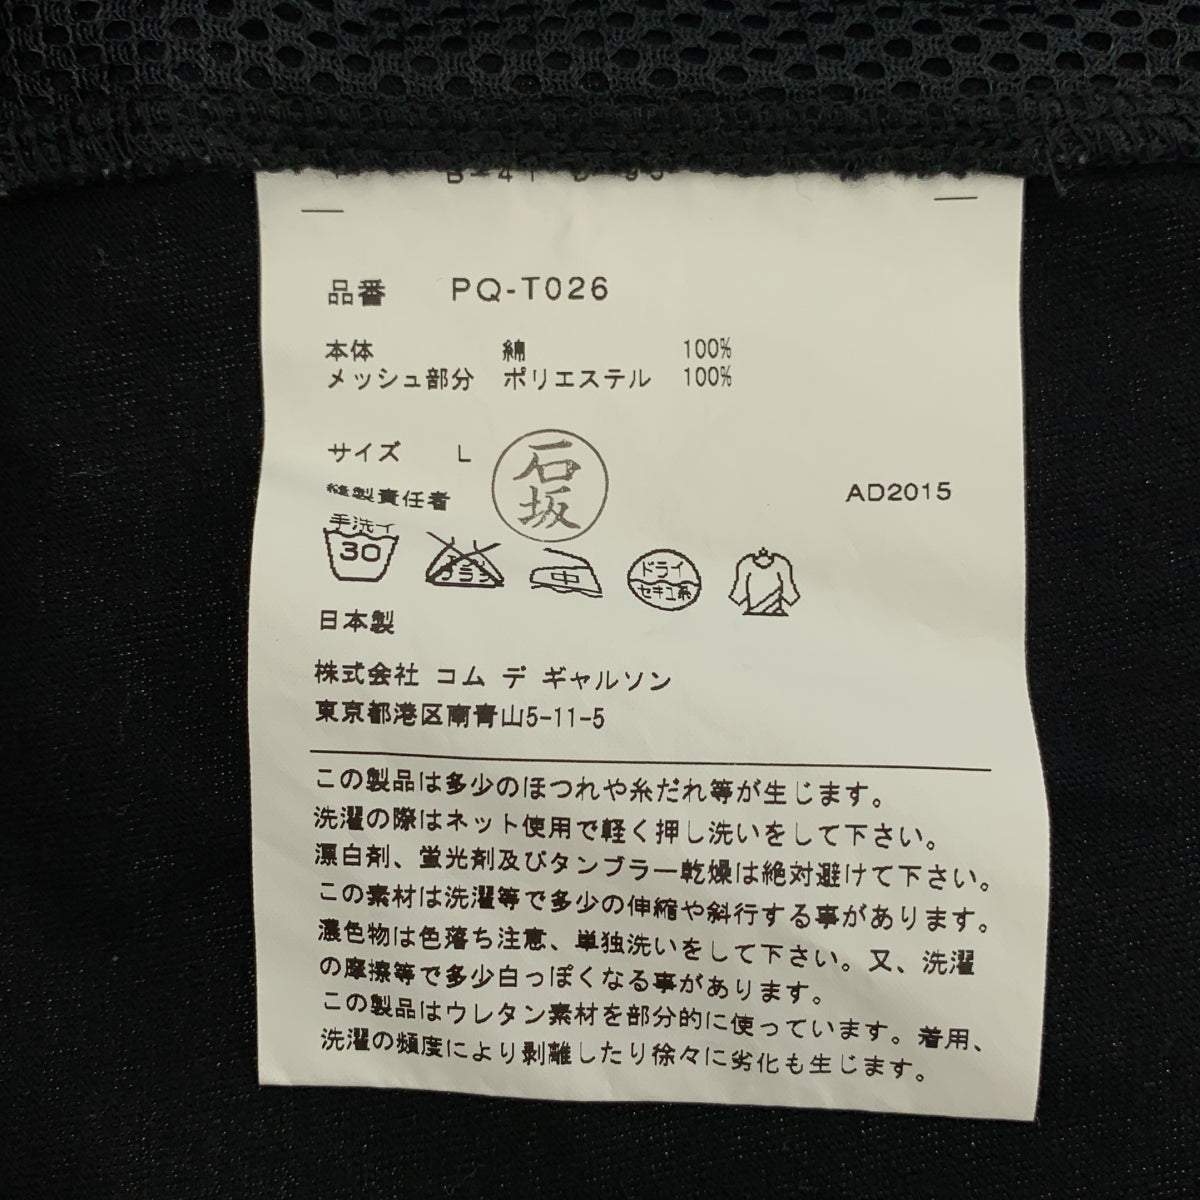 品番 PQ-T026
本体 綿 100%
メッシュ部分 ポリエステル 100%
サイズ L
石坂
縫製責任者
AD2015
手洗イ
30
エンソ
サラシ
中
ドライ
セキユ系
日本製
株式会社 コム デ ギャルソン
東京都港区南青山5-11-5
この製品は多少のほつれや糸だれ等が生じます。
洗濯の際はネット使用で軽く押し洗いをして下さい。
漂白剤、蛍光剤及びタンブラー乾燥は絶対避けて下さい。
この素材は洗濯等で多少の伸縮や斜行する事があります。
濃色物は色落ち注意、単独洗いをして下さい。又、洗濯
の摩擦等で多少白っぽくなる事があります。
この製品はウレタン素材を部分的に使っています。着用、
洗濯の頻度により剥離したり徐々に劣化も生じます。